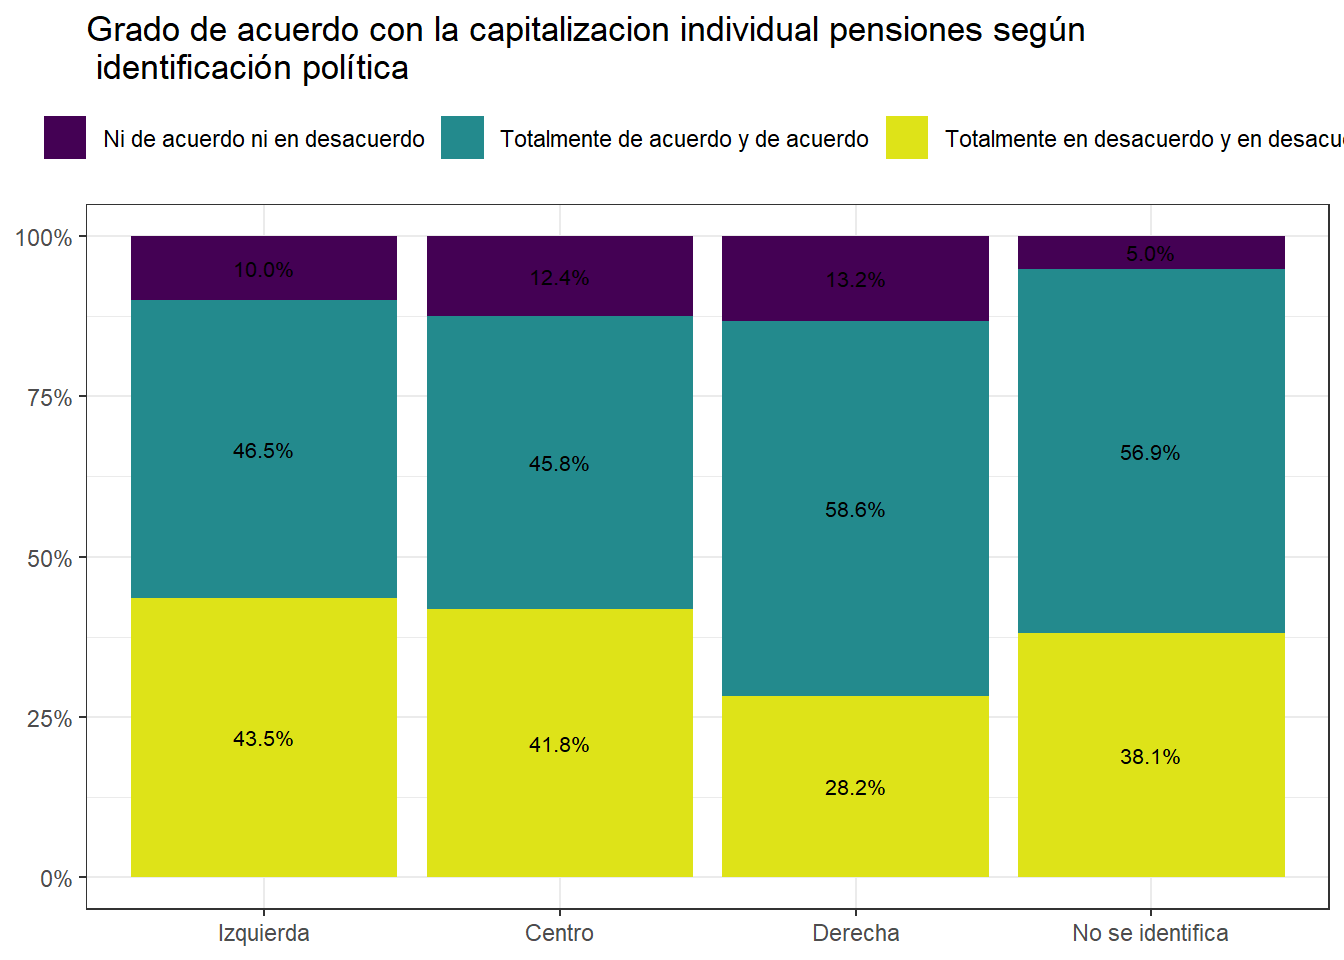 Grado de acuerdo con la capitalizacion individual pensiones según
identificación política
Ni de acuerdo ni en desacuerdo Totalmente de acuerdo y de acuerdo Totalmente en desacuerdo y en
100%
75%
50%
25%
0%
10.0% 12.4% 13.2% 5.0%
46.5% 45.8% 58.6% 56.9%
43.5% 41.8% 28.2% 38.1%
Izquierda Centro Derecha No se identifica